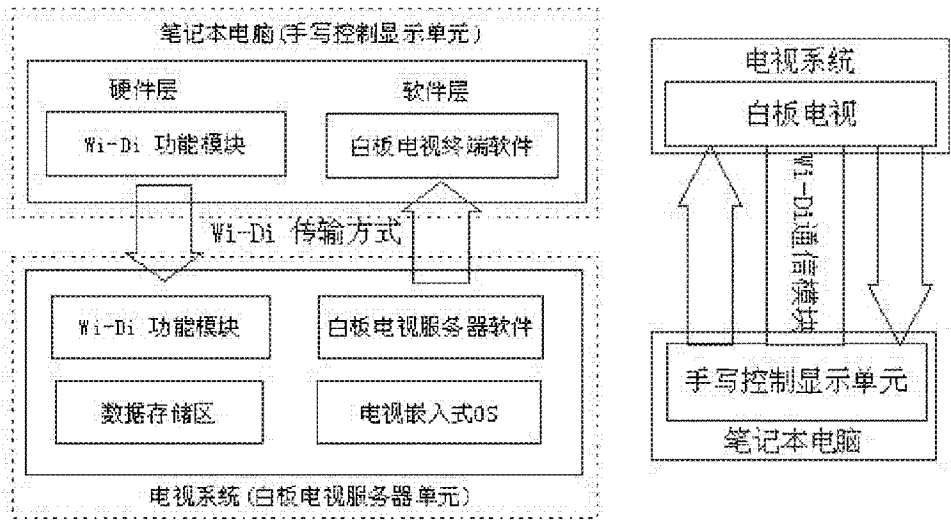 笔记本电脑(手写控制显示单元)
硬件层
软件层
Wi-Di 功能模块
白板电视终端软件
Wi-Di 传输方式
Wi-Di 功能模块
白板电视服务器软件
数据存储区
电视嵌入式OS
电视系统(白板电视服务器单元)
电视系统
白板电视
Wi-Di通信模块
手写控制显示单元
笔记本电脑